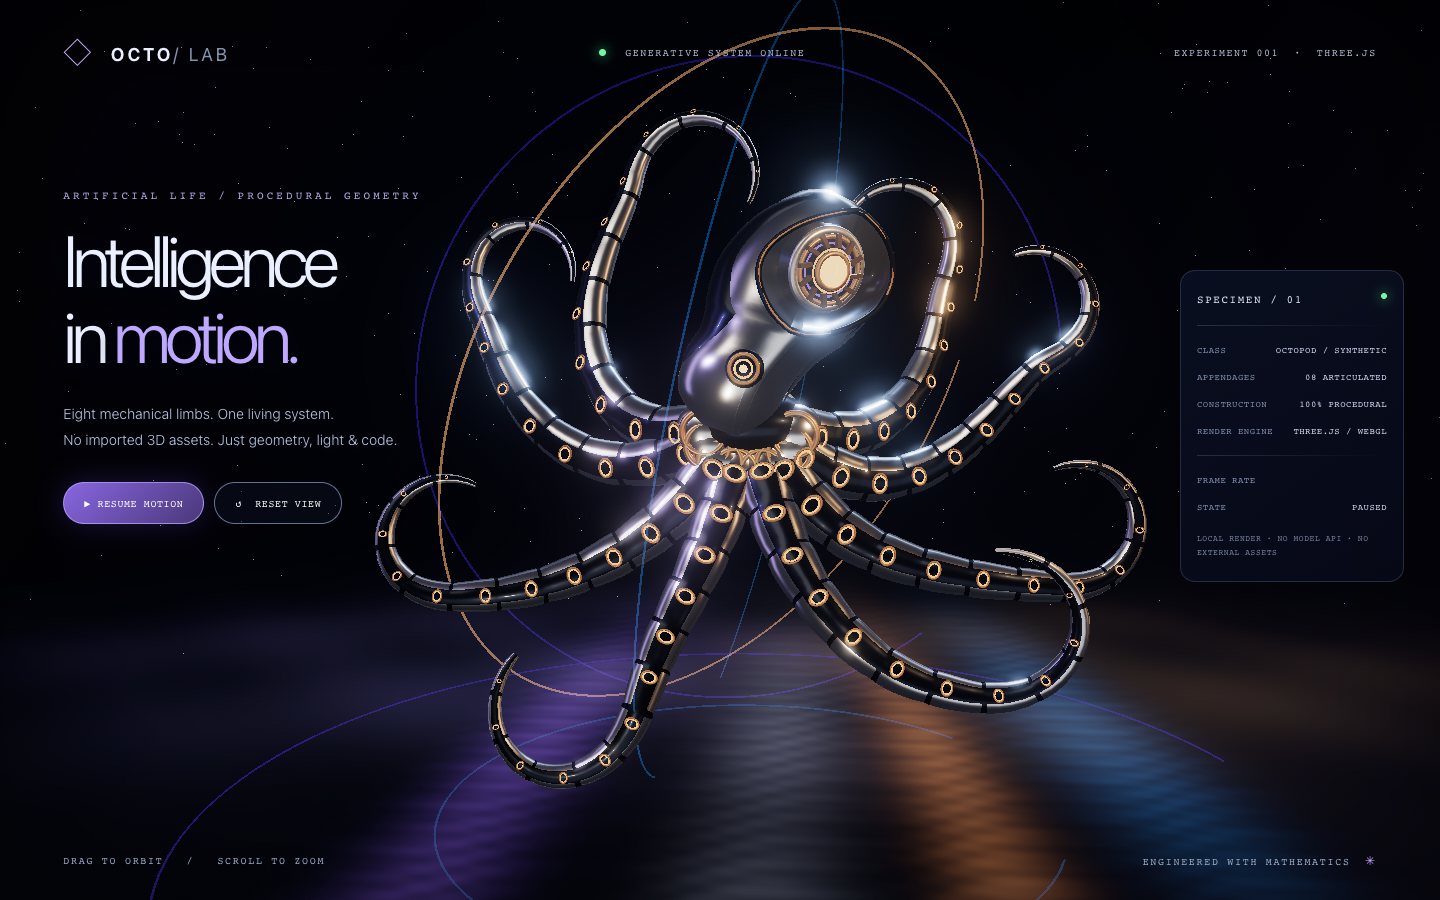 OCTO/ LAB
GENERATIVE SYSTEM ONLINE
EXPERIMENT 001 · THREE.JS
ARTIFICIAL LIFE / PROCEDURAL GEOMETRY
Intelligence
in motion.
Eight mechanical limbs. One living system.
No imported 3D assets. Just geometry, light & code.
▶ RESUME MOTION
↺ RESET VIEW
SPECIMEN / 01
CLASS OCTOPOD / SYNTHETIC
APPENDAGES 08 ARTICULATED
CONSTRUCTION 100% PROCEDURAL
RENDER ENGINE THREE.JS / WEBGL
FRAME RATE
STATE PAUSED
LOCAL RENDER · NO MODEL API · NO
EXTERNAL ASSETS
DRAG TO ORBIT / SCROLL TO ZOOM
ENGINEERED WITH MATHEMATICS ✳